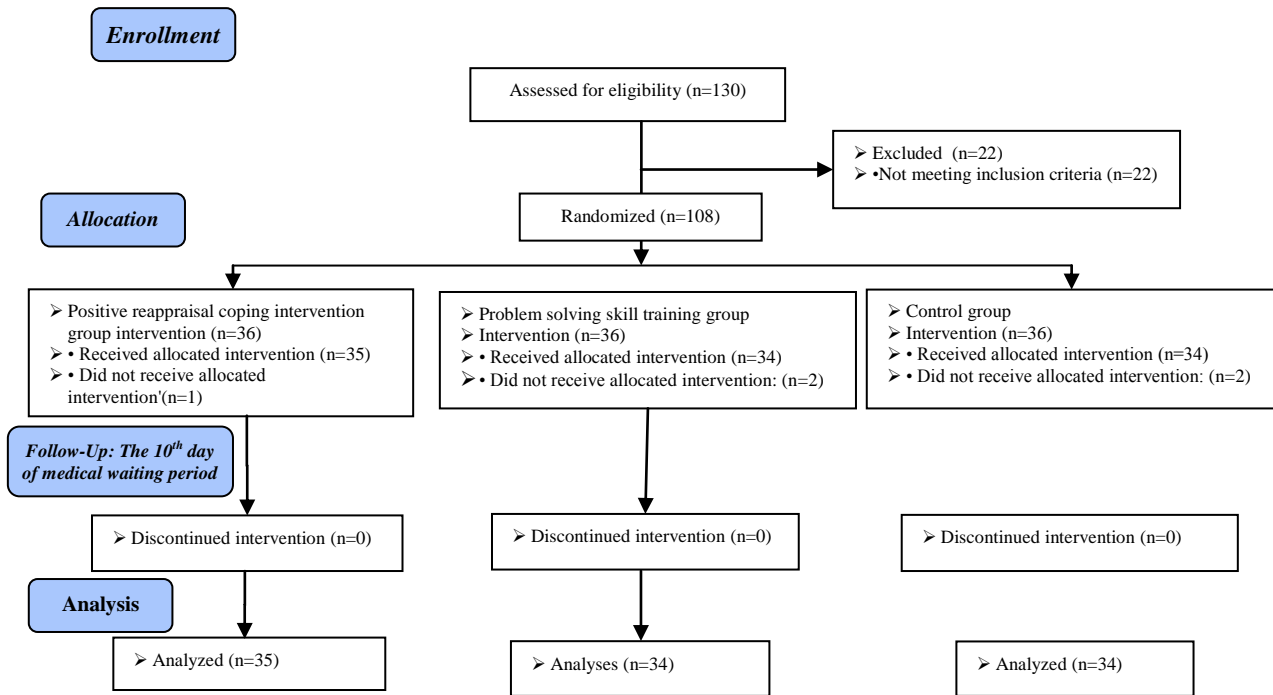 Enrollment
Assessed for eligibility (n=130)
➢ Excluded (n=22)
➢ •Not meeting inclusion criteria (n=22)
Allocation
Randomized (n=108)
➢ Positive reappraisal coping intervention
group intervention (n=36)
➢ • Received allocated intervention (n=35)
➢ • Did not receive allocated
intervention'(n=1)
➢ Problem solving skill training group
➢ Intervention (n=36)
➢ • Received allocated intervention (n=34)
➢ • Did not receive allocated intervention: (n=2)
➢ Control group
➢ Intervention (n=36)
➢ • Received allocated intervention (n=34)
➢ • Did not receive allocated intervention: (n=2)
Follow-Up: The 10th day
of medical waiting period
➢ Discontinued intervention (n=0)
➢ Discontinued intervention (n=0)
➢ Discontinued intervention (n=0)
Analysis
➢ Analyzed (n=35)
➢ Analyses (n=34)
➢ Analyzed (n=34)